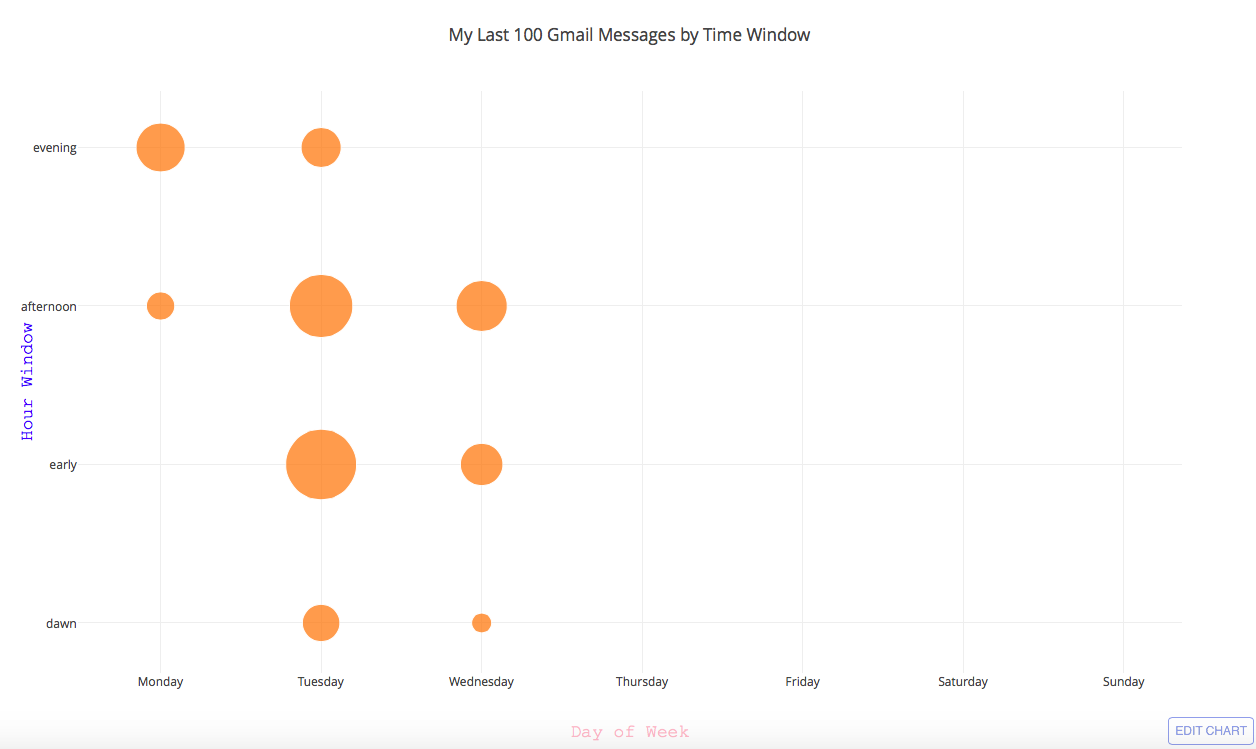 My Last 100 Gmail Messages by Time Window
evening
afternoon
Hour Window
early
dawn
Monday Tuesday Wednesday Thursday Friday Saturday Sunday
Day of Week
EDIT CHART